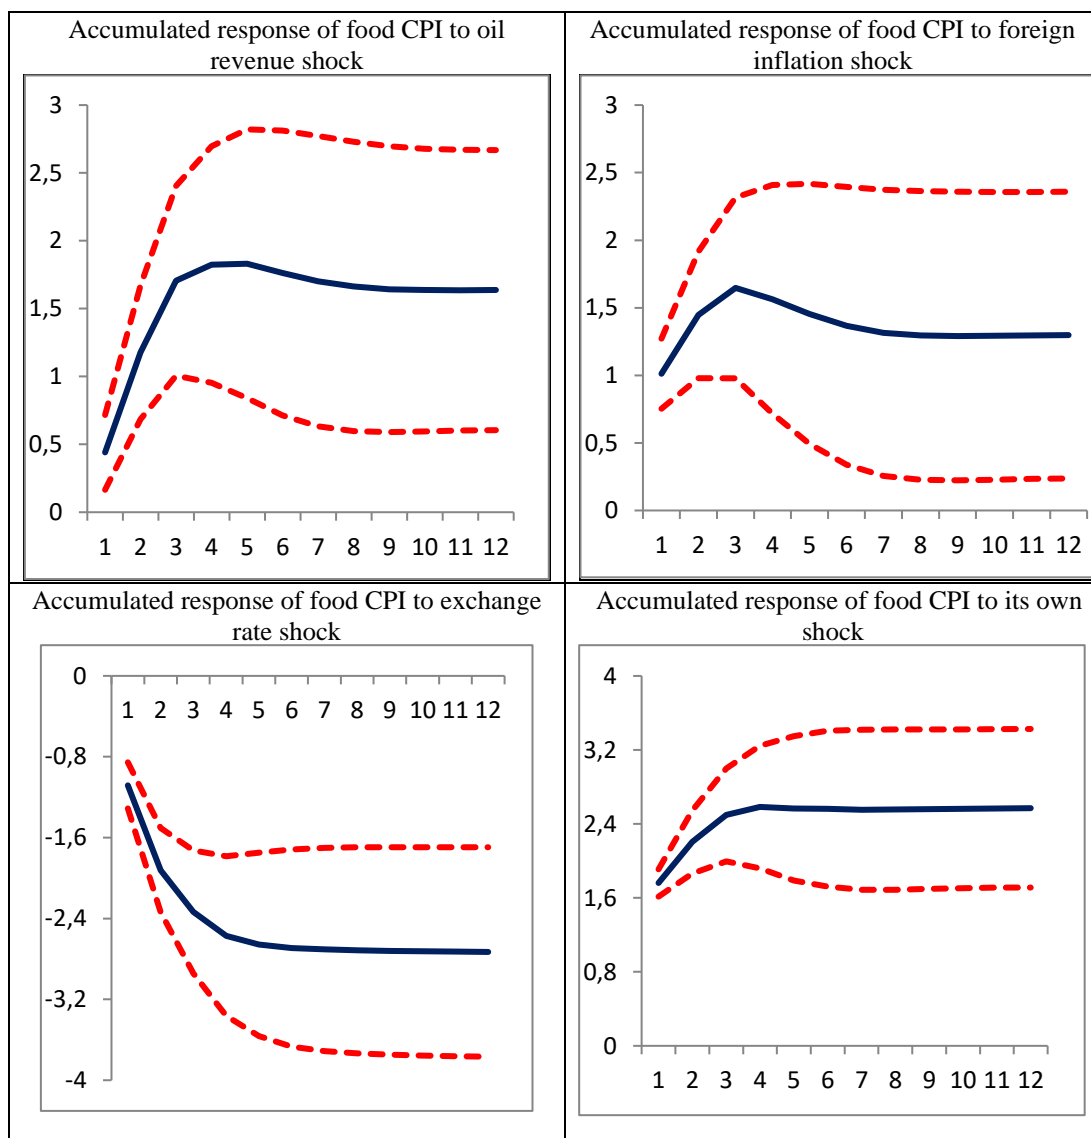 Accumulated response of food CPI to oil
revenue shock
3
2,5
2
1,5
1
0,5
0
1 2 3 4 5 6 7 8 9 10 11 12
Accumulated response of food CPI to foreign
inflation shock
3
2,5
2
1,5
1
0,5
0
1 2 3 4 5 6 7 8 9 10 11 12
Accumulated response of food CPI to exchange
rate shock
0
1 2 3 4 5 6 7 8 9 10 11 12
-0,8
-1,6
-2,4
-3,2
-4
Accumulated response of food CPI to its own
shock
4
3,2
2,4
1,6
0,8
0
1 2 3 4 5 6 7 8 9 10 11 12